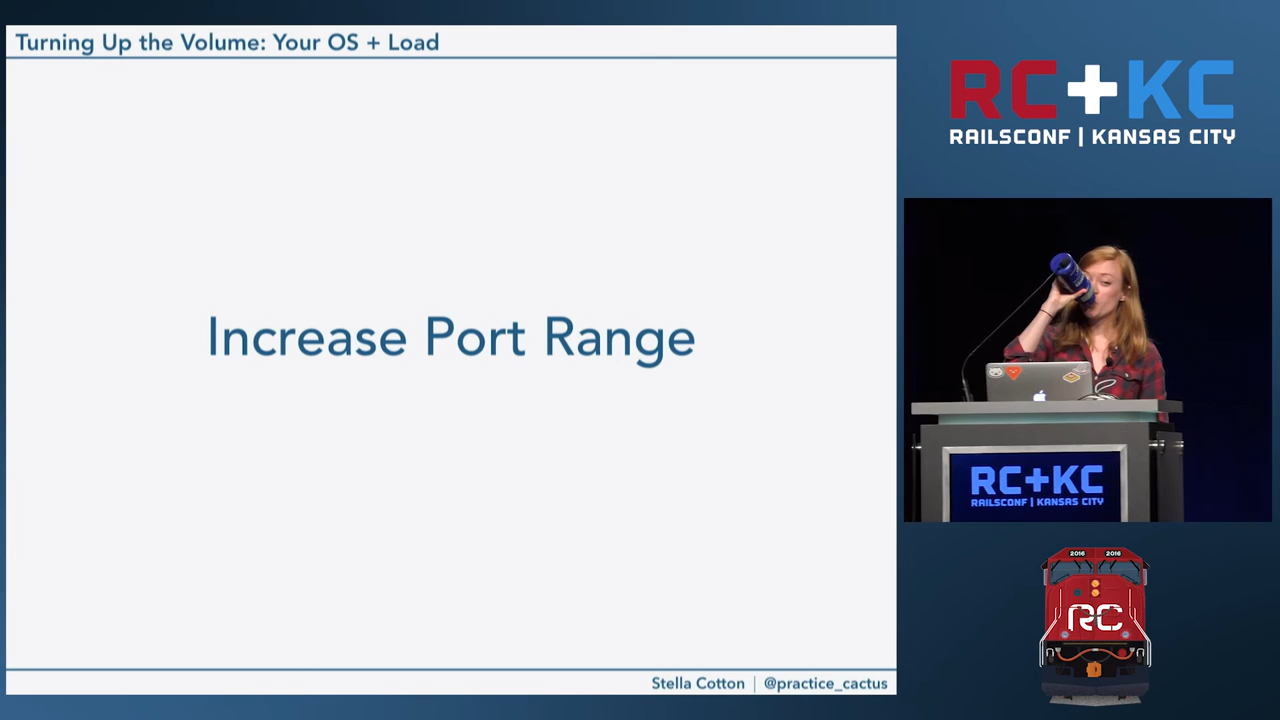 Turning Up the Volume: Your OS + Load
Increase Port Range
Stella Cotton | @practice_cactus
RC+KC
RAILSCONF | KANSAS CITY
RC+KC
RAILSCONF | KANSAS CITY
2016 2016
RC